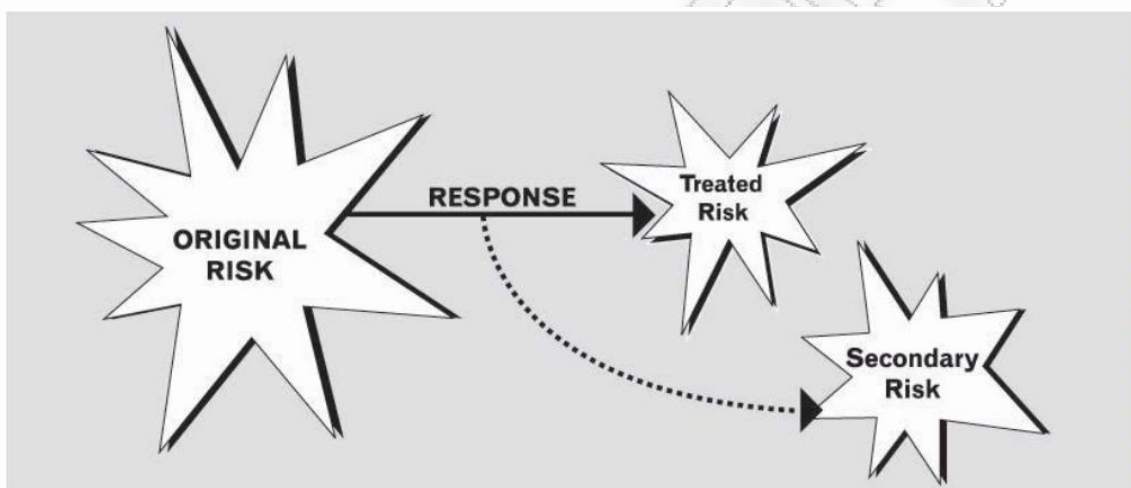 ORIGINAL
RISK
RESPONSE
Treated
Risk
Secondary
Risk